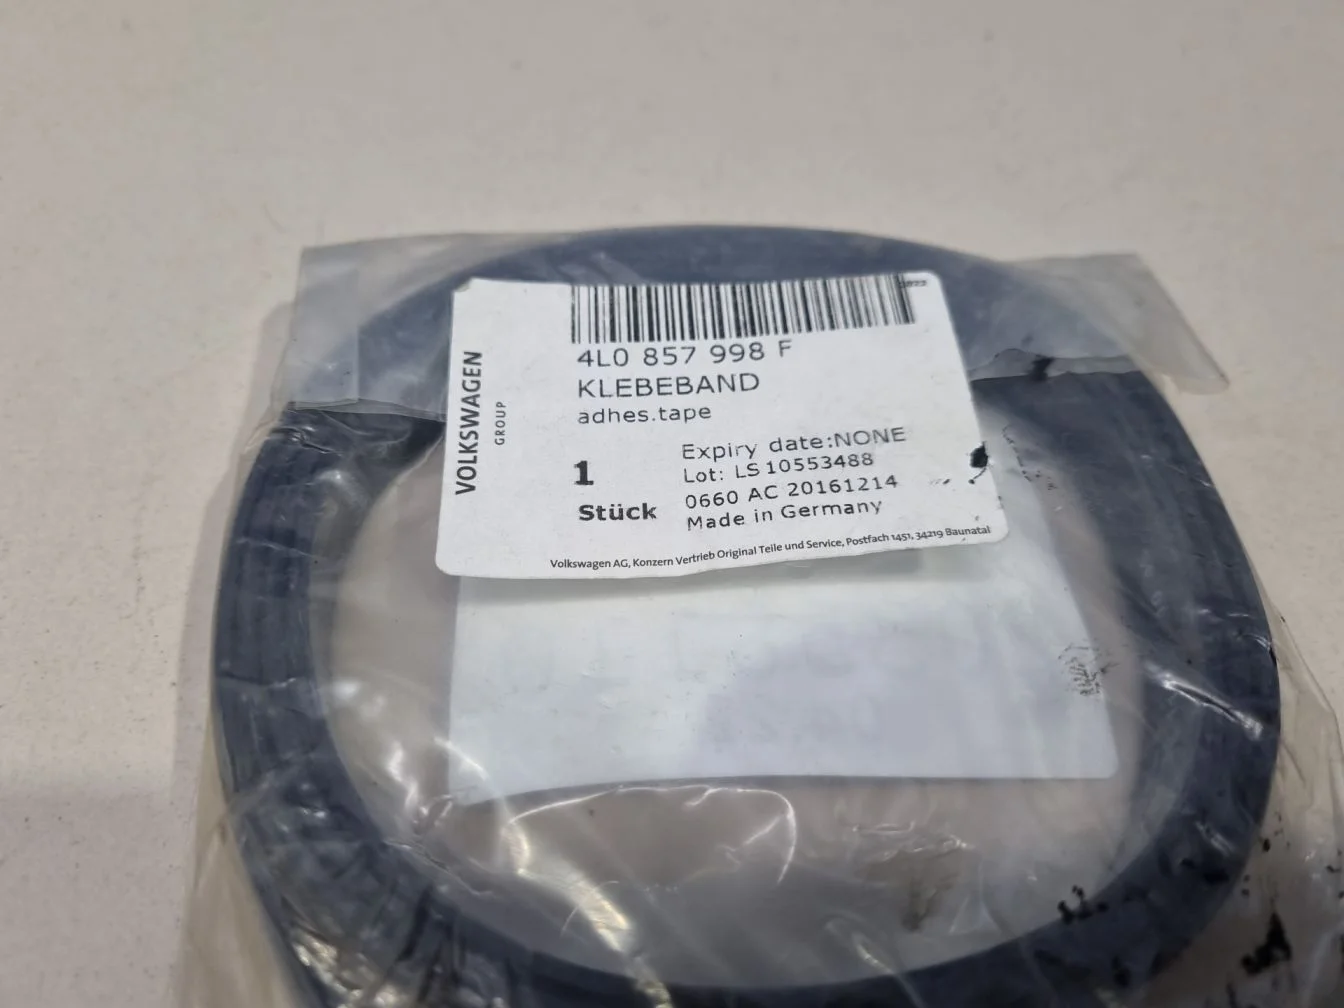 4L0 857 998 F
KLEBEBAND
adhes.tape
VOLKSWAGEN
GROUP
1
Stück
Expiry date:NONE
Lot: LS 10553488
0660 AC 20161214
Made in Germany
Volkswagen AG, Konzern Vertrieb Original Teile und Service, Postfach 1451, 34219 Baunatal